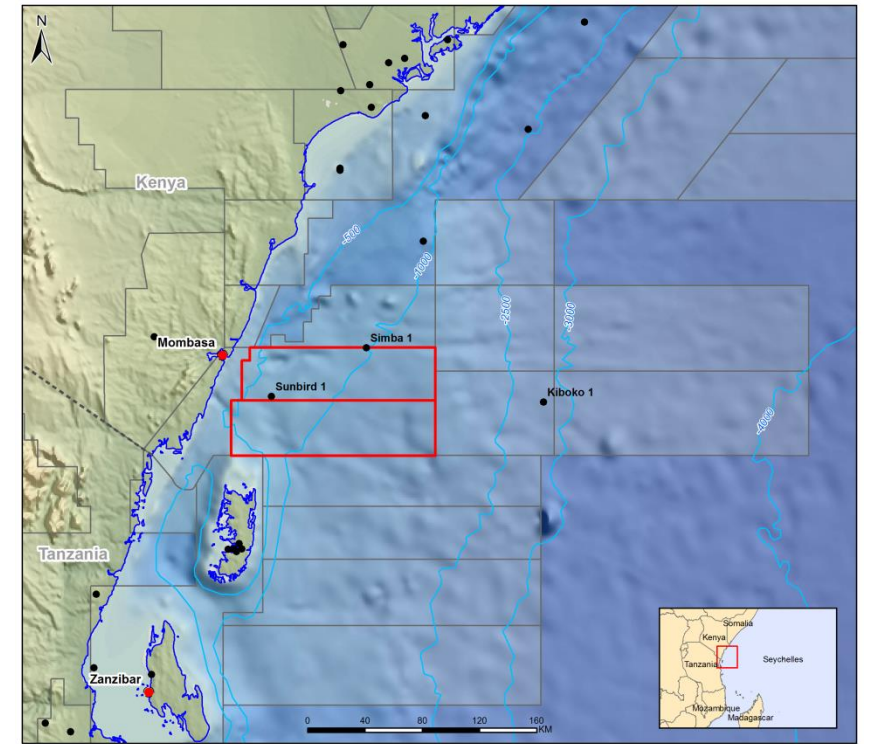 N
Kenya
-500
-1000
-2500
-3000
Mombasa
Simba 1
Sunbird 1
Kiboko 1
-4000
Tanzania
Zanzibar
0 40 80 120 160
KM
Somalia
Kenya
Tanzania
Seychelles
Mozambique
Madagascar